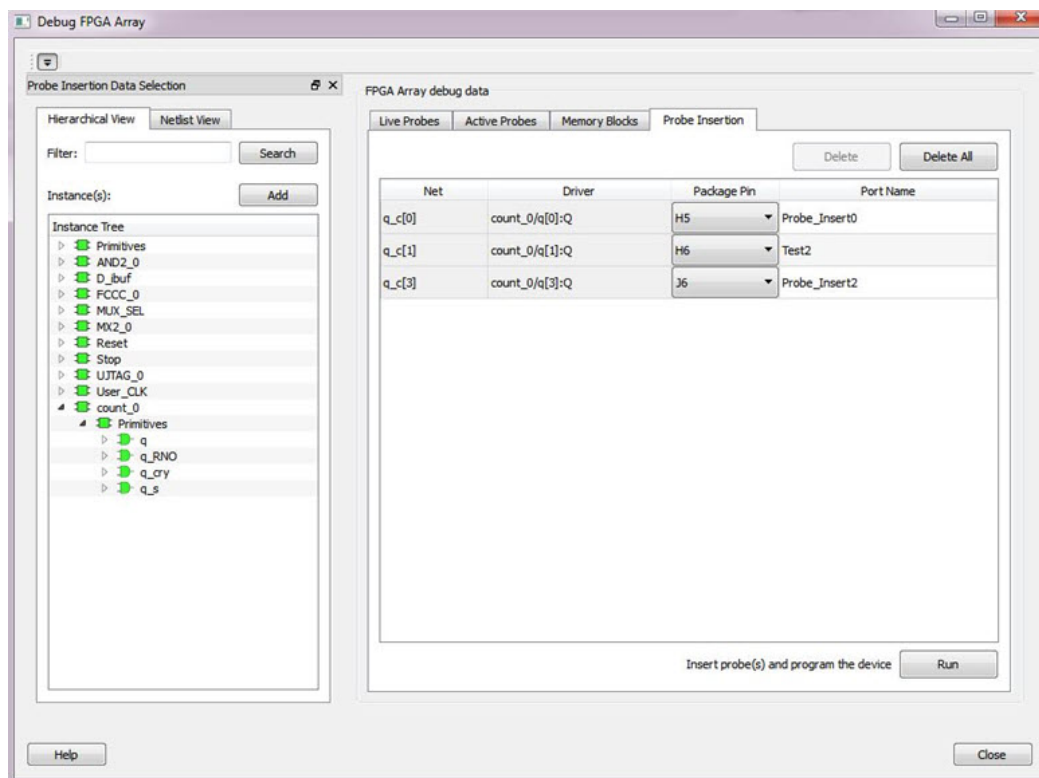 Debug FPGA Array
Probe Insertion Data Selection
Hierarchical View Netlist View
Filter: Search
Instance(s): Add
Instance Tree
Primitives
AND2_0
D_ibuf
FCCC_0
MUX_SEL
MX2_0
Reset
Stop
UJTAG_0
User_CLK
count_0
Primitives
q
q_RNO
q_cry
q_s
FPGA Array debug data
Live Probes Active Probes Memory Blocks Probe Insertion
Delete Delete All
Net Driver Package Pin Port Name
q_c[0] count_0/q[0]:Q H5 Probe_Insert0
q_c[1] count_0/q[1]:Q H6 Test2
q_c[3] count_0/q[3]:Q J6 Probe_Insert2
Insert probe(s) and program the device Run
Help Close